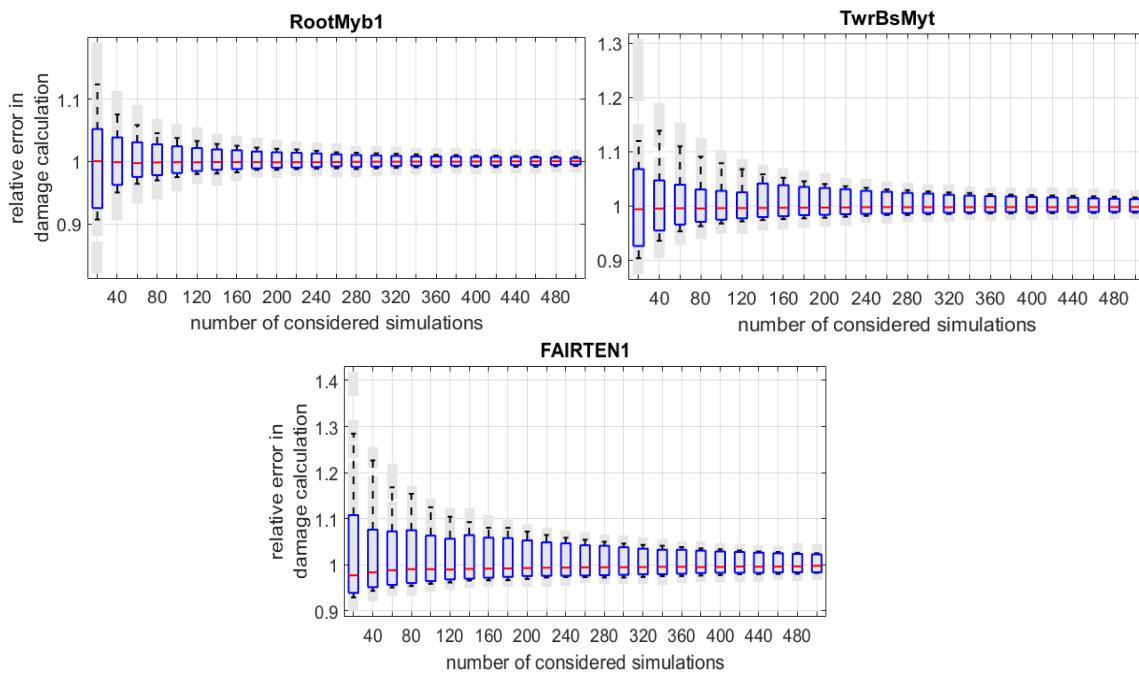 RootMyb1
relative error in
damage calculation
1.1
1
0.9
40 80 120 160 200 240 280 320 360 400 440 480
number of considered simulations
TwrBsMyt
1.3
1.2
1.1
1.0
0.9
40 80 120 160 200 240 280 320 360 400 440 480
number of considered simulations
FAIRTEN1
relative error in
damage calculation
1.4
1.3
1.2
1.1
1
0.9
40 80 120 160 200 240 280 320 360 400 440 480
number of considered simulations